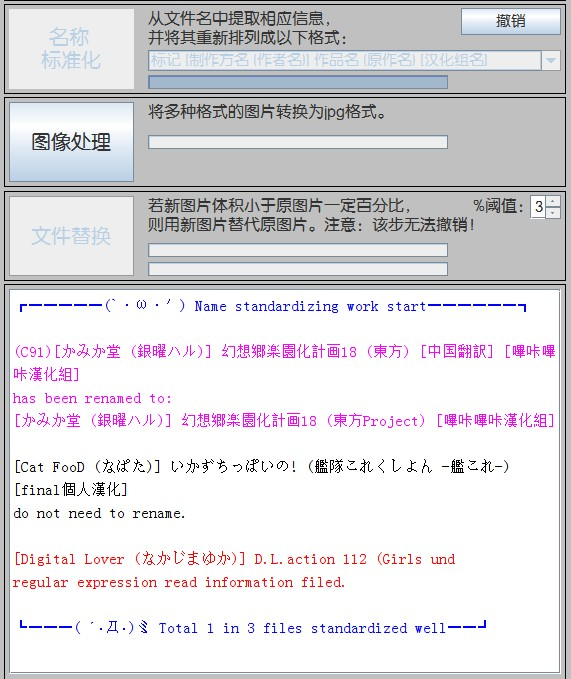 名称
标准化
从文件名中提取相应信息，
并将其重新排列成以下格式：
撤销
标记 [制作方名 (作者名)] 作品名 (原作名) [汉化组名]
图像处理
将多种格式的图片转换为jpg格式。
文件替换
若新图片体积小于原图片一定百分比，
%阈值：
3
则用新图片替代原图片。注意：该步无法撤销！
┏━━━━━(｀・ω・′) Name standardizing work start━━━━━━┓
(C91)[かみか堂 (銀曜ハル)] 幻想郷楽園化計画18 (東方) [中国翻訳] [嗶咔嗶
咔漢化組]
has been renamed to:
[かみか堂 (銀曜ハル)] 幻想郷楽園化計画18 (東方Project) [嗶咔嗶咔漢化組]
[Cat FooD (なぱた)] いかずちっぽいの! (艦隊これくしょん -艦これ-)
[final個人漢化]
do not need to rename.
[Digital Lover (なかじまゆか)] D.L.action 112 (Girls und
regular expression read information filed.
┗━━━━( ´･Д･)ﾐ Total 1 in 3 files standardized well━━┛